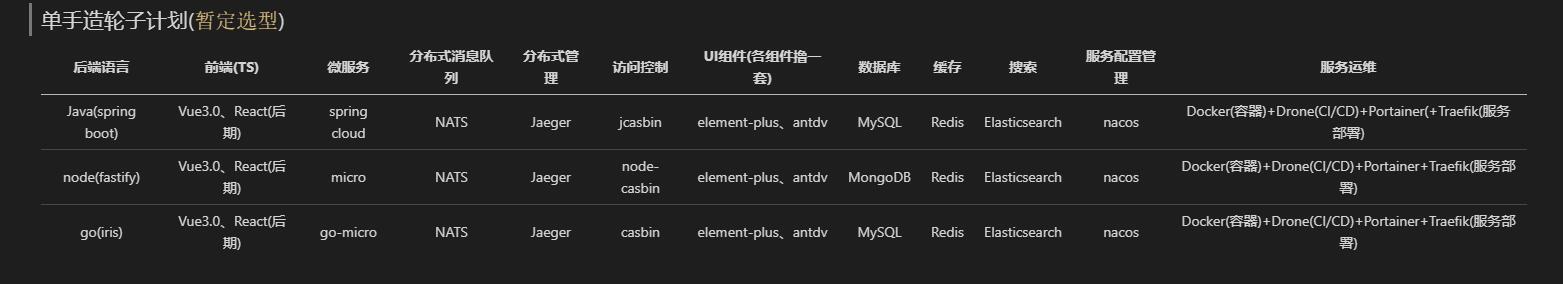 单手造轮子计划(暂定选型)
后端语言 前端(TS) 微服务 分布式消息队列 分布式管理 访问控制 UI组件(各组件撸一套) 数据库 缓存 搜索 服务配置管理 服务运维
Java(spring boot) Vue3.0、React(后期) spring cloud NATS Jaeger jcasbin element-plus、antdv MySQL Redis Elasticsearch nacos Docker(容器)+Drone(CI/CD)+Portainer(+Traefik(服务部署)
node(fastify) Vue3.0、React(后期) micro NATS Jaeger node-casbin element-plus、antdv MongoDB Redis Elasticsearch nacos Docker(容器)+Drone(CI/CD)+Portainer+Traefik(服务部署)
go(iris) Vue3.0、React(后期) go-micro NATS Jaeger casbin element-plus、antdv MySQL Redis Elasticsearch nacos Docker(容器)+Drone(CI/CD)+Portainer+Traefik(服务部署)